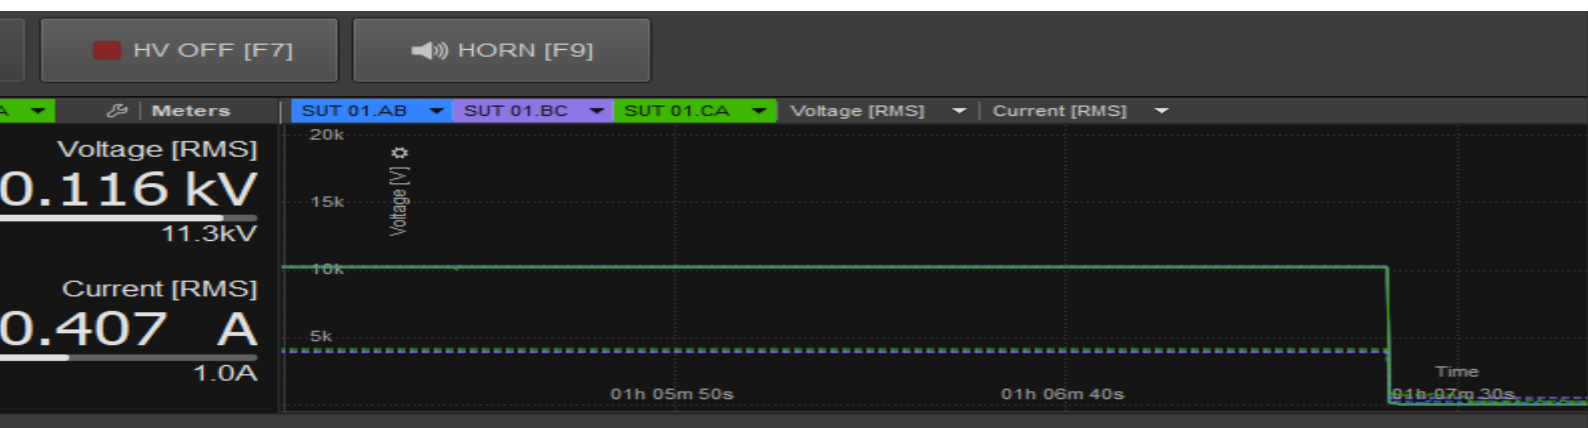 HV OFF [F7]
HORN [F9]
A
Meters
SUT 01.AB
SUT 01.BC
SUT 01.CA
Voltage [RMS]
Current [RMS]
Voltage [RMS]
0.116 kV
11.3kV
Current [RMS]
0.407 A
1.0A
20k
15k
10k
5k
Voltage [V]
Time
01h 05m 50s
01h 06m 40s
01h 07m 30s